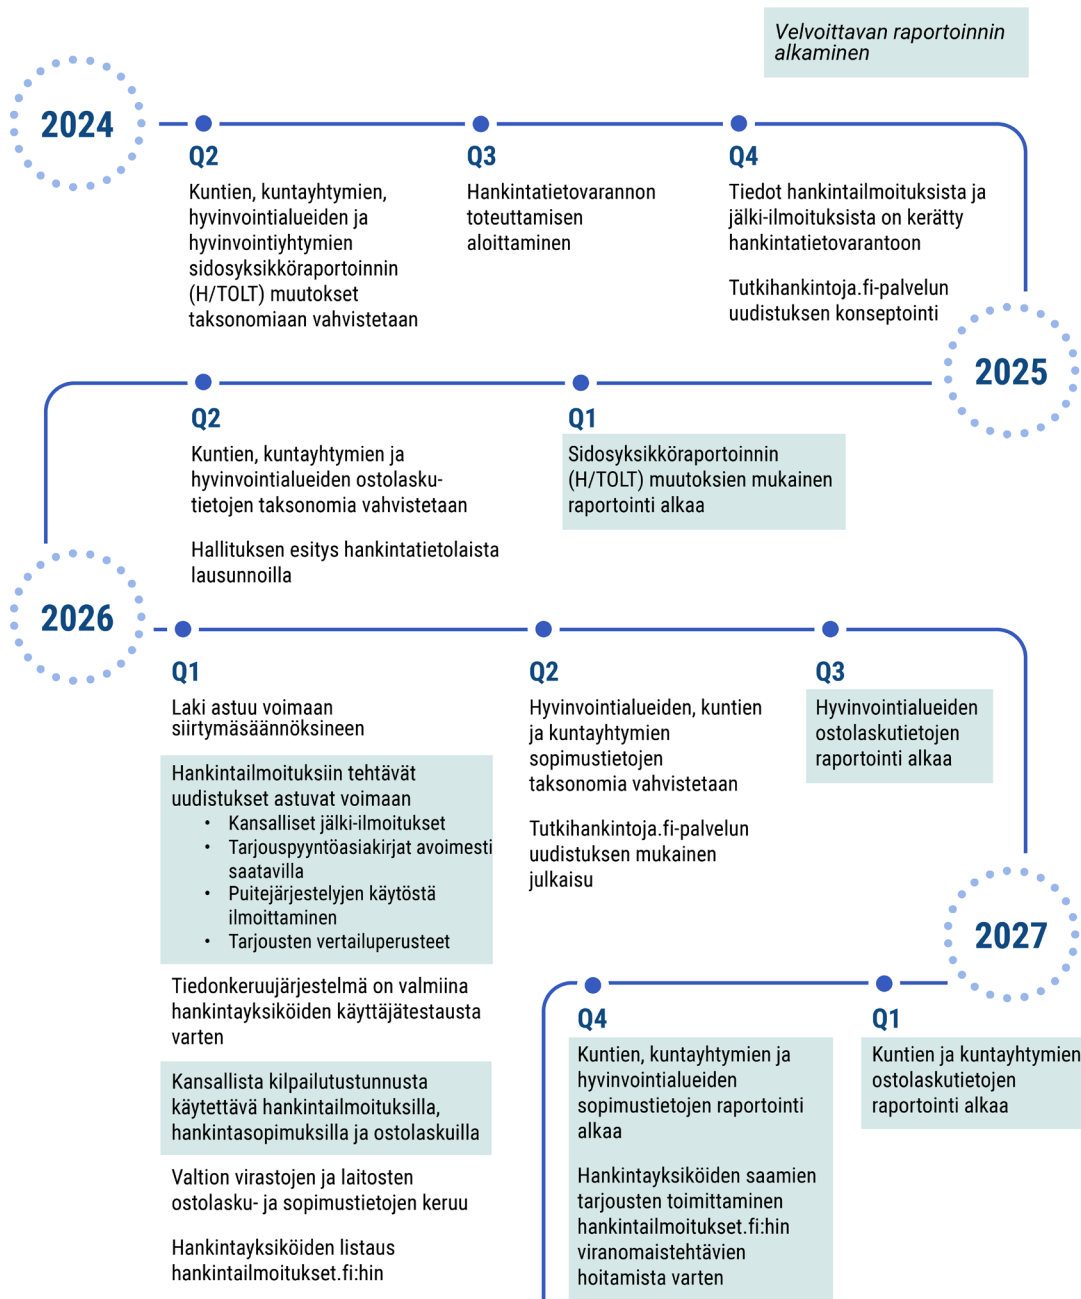 Velvoittavan raportoinnin
alkaminen
2024
Q2
Kuntien, kuntayhtymien,
hyvinvointialueiden ja
hyvinvointiyhtymien
sidosyksikköraportoinnin
(H/TOLT) muutokset
taksonomiaan vahvistetaan
Q3
Hankintatietovarannon
toteuttamisen
aloittaminen
Q4
Tiedot hankintailmoituksista ja
jälki-ilmoituksista on kerätty
hankintatietovarantoon
Tutkihankintoja.fi-palvelun
uudistuksen konseptointi
2025
Q1
Sidosyksikköraportoinnin
(H/TOLT) muutoksien mukainen
raportointi alkaa
Q2
Kuntien, kuntayhtymien ja
hyvinvointialueiden ostolasku-
tietojen taksonomia vahvistetaan
Hallituksen esitys hankintatietolaista
lausunnoilla
2026
Q1
Laki astuu voimaan
siirtymäsäännöksineen
Hankintailmoituksiin tehtävät
uudistukset astuvat voimaan
• Kansalliset jälki-ilmoitukset
• Tarjouspyyntöasiakirjat avoimesti
saatavilla
• Puitejärjestelyjen käytöstä
ilmoittaminen
• Tarjousten vertailuperusteet
Tiedonkeruujärjestelmä on valmiina
hankintayksiköiden käyttäjätestausta
varten
Kansallista kilpailutustunnusta
käytettävä hankintailmoituksilla,
hankintasopimuksilla ja ostolaskuilla
Valtion virastojen ja laitosten
ostolasku- ja sopimustietojen keruu
Hankintayksiköiden listaus
hankintailmoitukset.fi:hin
Q2
Hyvinvointialueiden, kuntien
ja kuntayhtymien
sopimustietojen
taksonomia vahvistetaan
Tutkihankintoja.fi-palvelun
uudistuksen mukainen
julkaisu
Q3
Hyvinvointialueiden
ostolaskutietojen
raportointi alkaa
2027
Q1
Kuntien ja kuntayhtymien
ostolaskutietojen
raportointi alkaa
Q4
Kuntien, kuntayhtymien ja
hyvinvointialueiden
sopimustietojen raportointi
alkaa
Hankintayksiköiden saamien
tarjousten toimittaminen
hankintailmoitukset.fi:hin
viranomaistehtävien
hoitamista varten